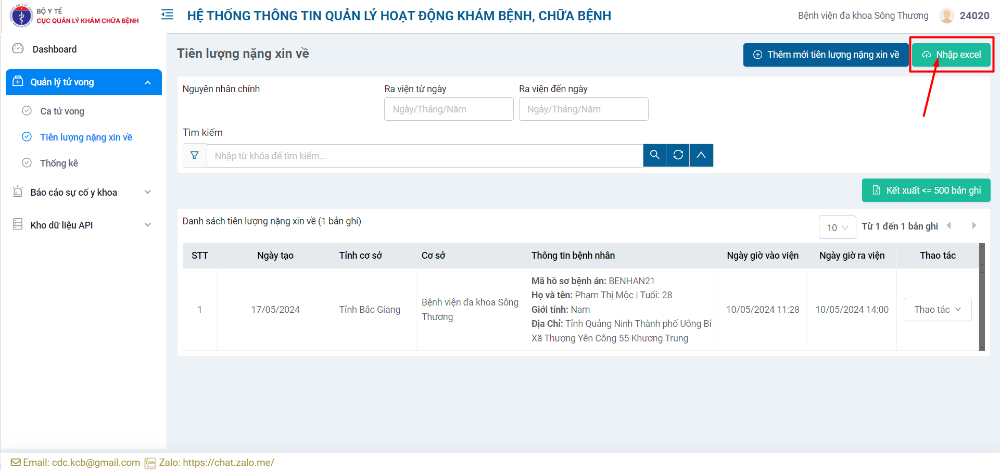 BỘ Y TẾ
CỤC QUẢN LÝ KHÁM CHỮA BỆNH
HỆ THỐNG THÔNG TIN QUẢN LÝ HOẠT ĐỘNG KHÁM BỆNH, CHỮA BỆNH
Bệnh viện đa khoa Sông Thương
24020
Dashboard
Quản lý tử vong
Ca tử vong
Tiên lượng nặng xin về
Thống kê
Báo cáo sự cố y khoa
Kho dữ liệu API
Tiên lượng nặng xin về
Thêm mới tiên lượng nặng xin về
Nhập excel
Nguyên nhân chính
Ra viện từ ngày
Ra viện đến ngày
Ngày/Tháng/Năm
Ngày/Tháng/Năm
Tìm kiếm
Nhập từ khóa để tìm kiếm...
Kết xuất <= 500 bản ghi
Danh sách tiên lượng nặng xin về (1 bản ghi)
10
Từ 1 đến 1 bản ghi
STT
Ngày tạo
Tỉnh cơ sở
Cơ sở
Thông tin bệnh nhân
Ngày giờ vào viện
Ngày giờ ra viện
Thao tác
1
17/05/2024
Tỉnh Bắc Giang
Bệnh viện đa khoa Sông
Thương
Mã hồ sơ bệnh án: BENHAN21
Họ và tên: Phạm Thị Mộc | Tuổi: 28
Giới tính: Nam
Địa Chỉ: Tỉnh Quảng Ninh Thành phố Uông Bí
Xã Thượng Yên Công 55 Khương Trung
10/05/2024 11:28
10/05/2024 14:00
Thao tác
Email: cdc.kcb@gmail.com
Zalo: https://chat.zalo.me/